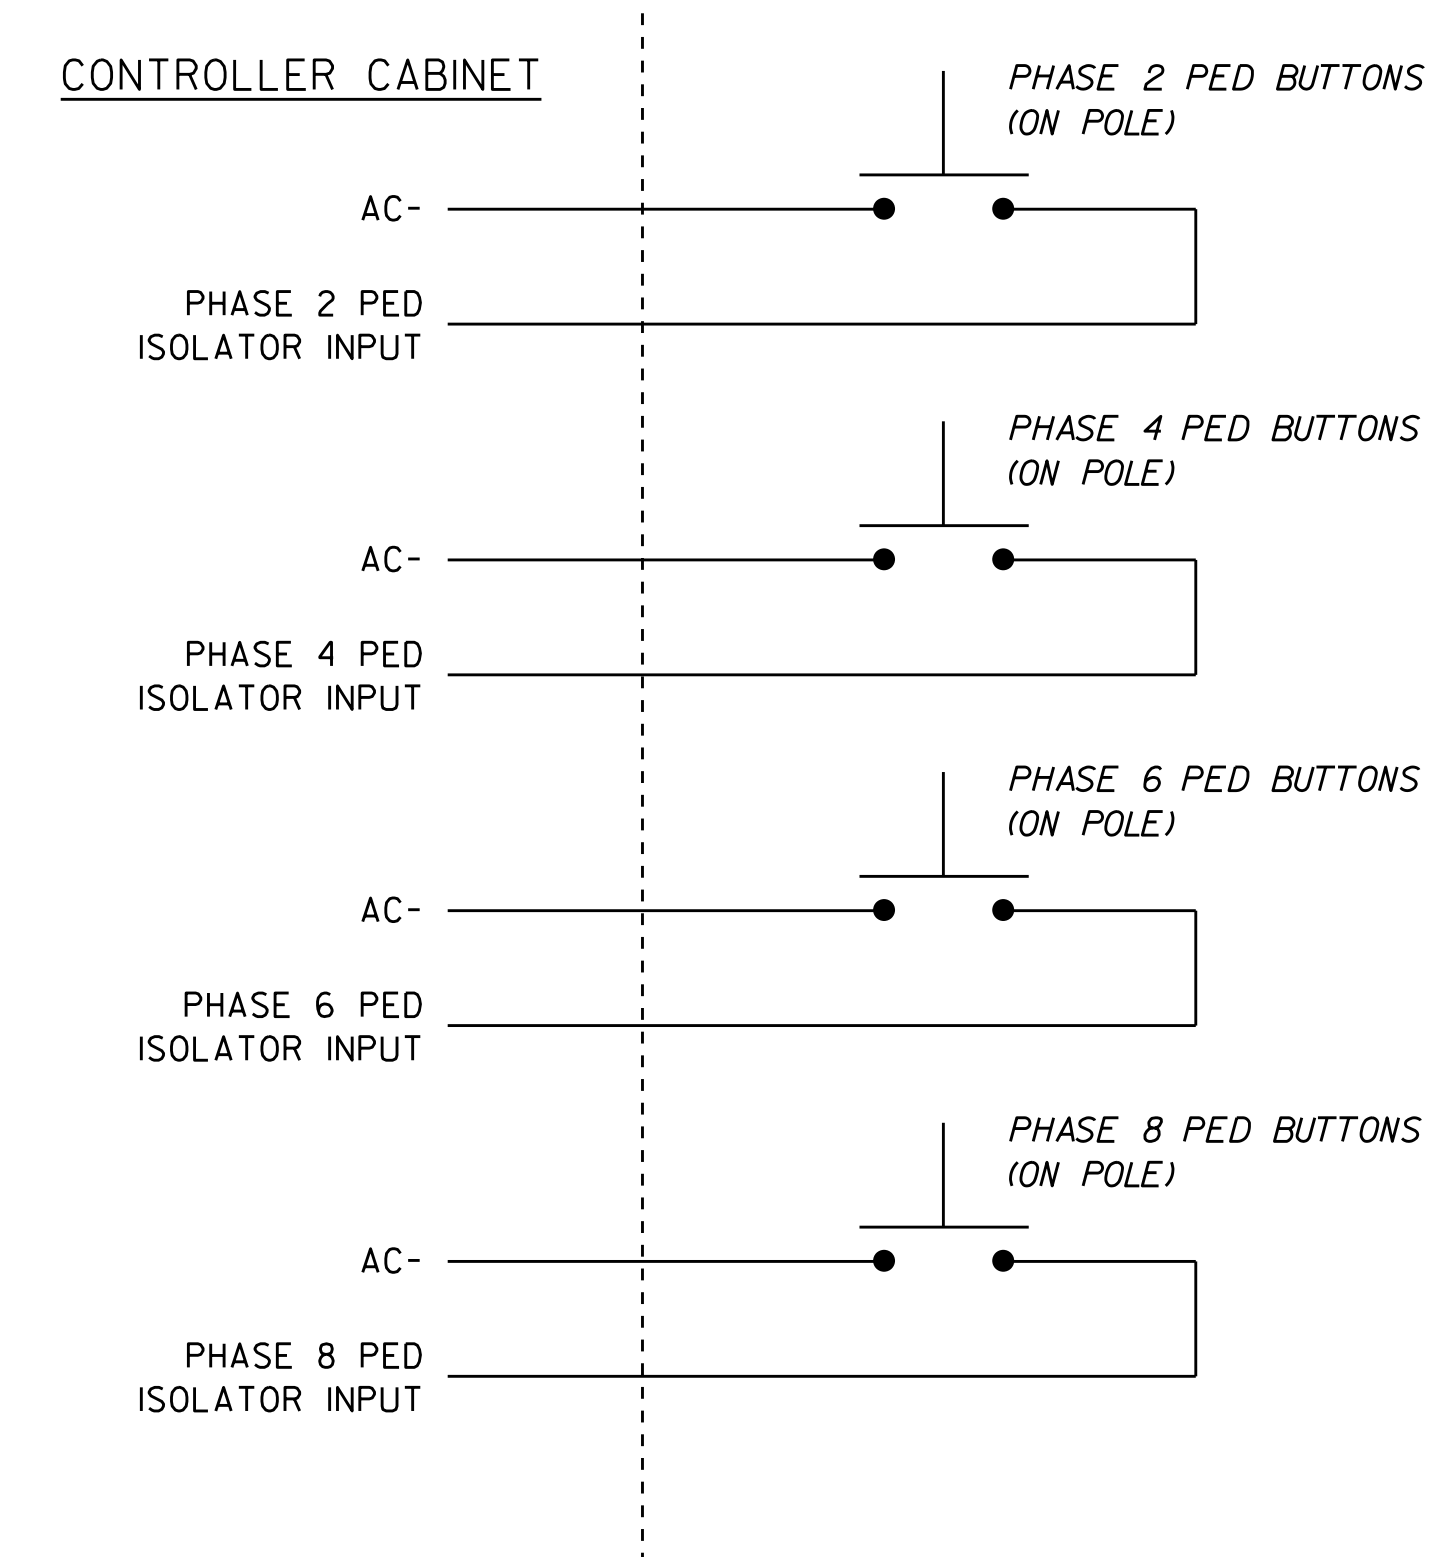 CONTROLLER CABINET
PHASE 2 PED BUTTONS
(ON POLE)
AC-
PHASE 2 PED
ISOLATOR INPUT
PHASE 4 PED BUTTONS
(ON POLE)
AC-
PHASE 4 PED
ISOLATOR INPUT
PHASE 6 PED BUTTONS
(ON POLE)
AC-
PHASE 6 PED
ISOLATOR INPUT
PHASE 8 PED BUTTONS
(ON POLE)
AC-
PHASE 8 PED
ISOLATOR INPUT